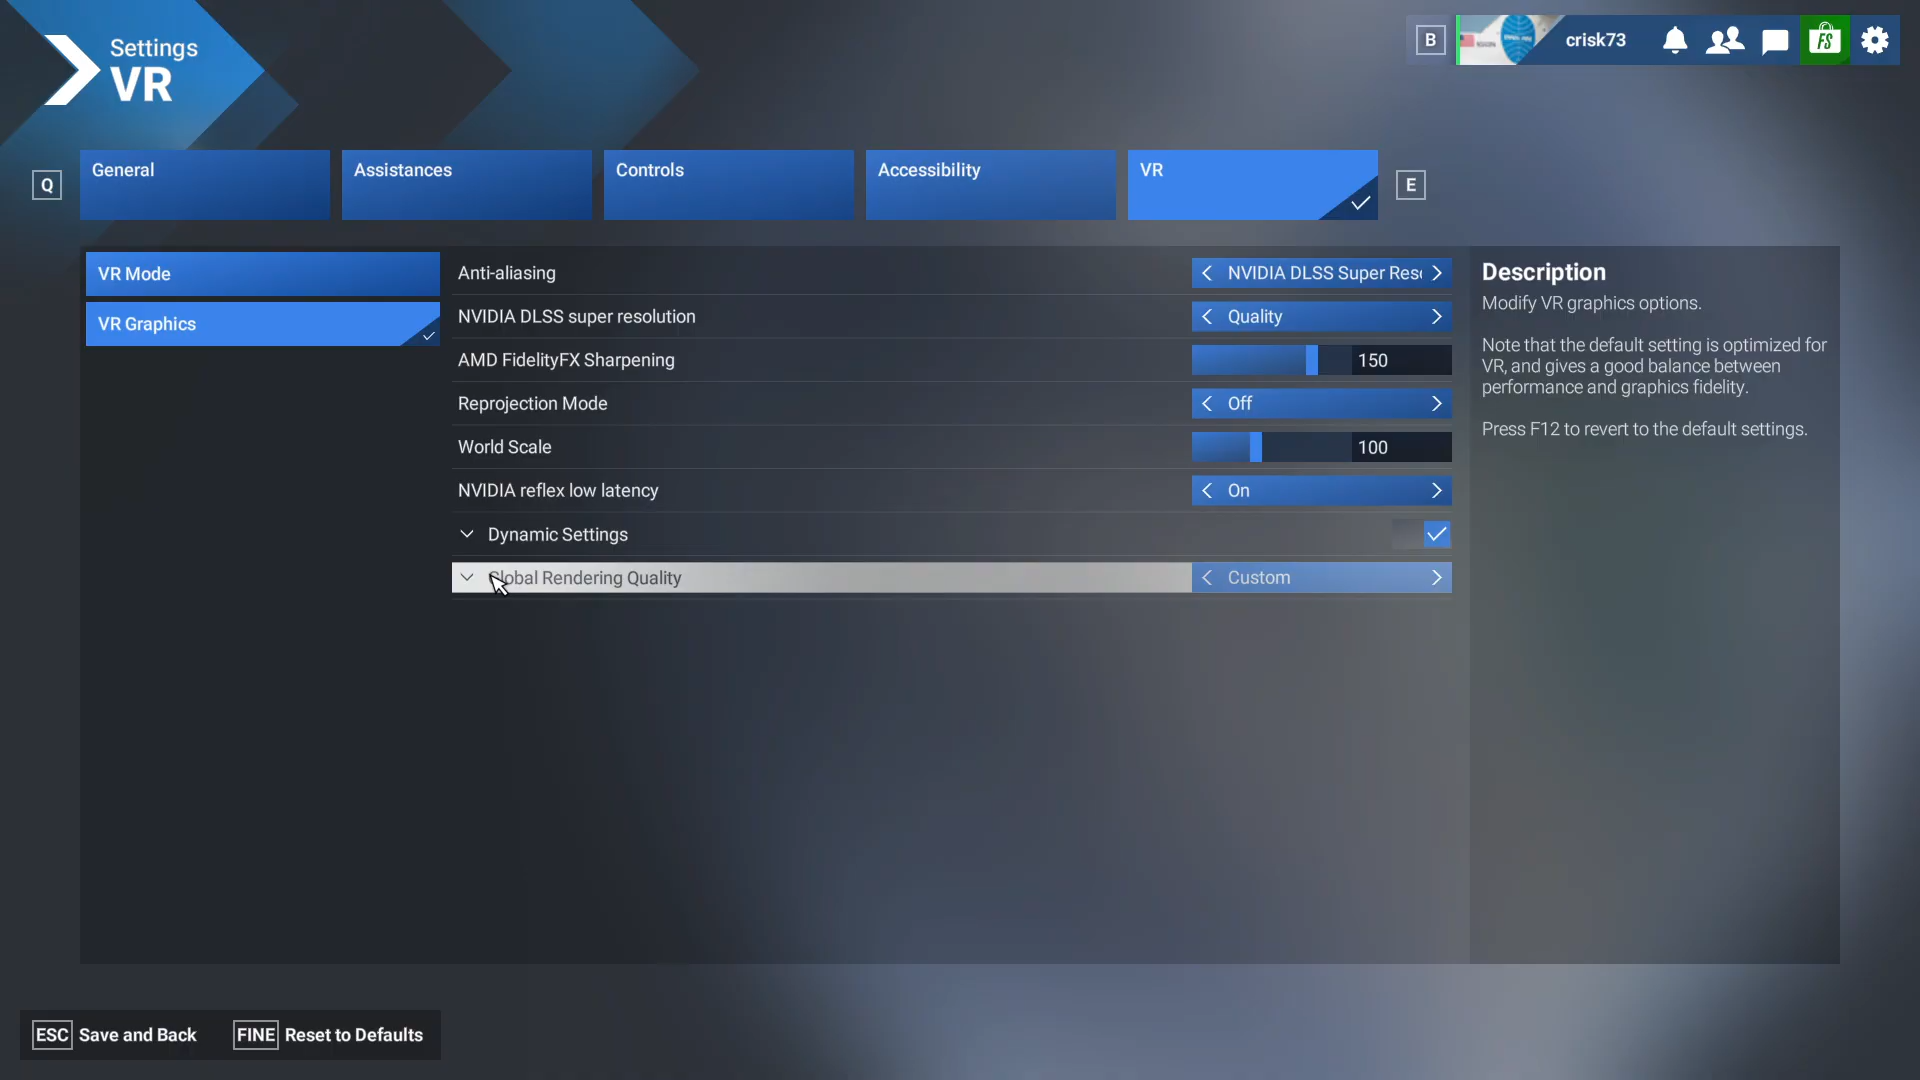 Settings
VR
B
crisk73
FS
Q
General
Assistances
Controls
Accessibility
VR
E
VR Mode
VR Graphics
Anti-aliasing
NVIDIA DLSS Super Res
NVIDIA DLSS super resolution
Quality
AMD FidelityFX Sharpening
150
Reprojection Mode
Off
World Scale
100
NVIDIA reflex low latency
On
Dynamic Settings
Global Rendering Quality
Custom
Description
Modify VR graphics options.
Note that the default setting is optimized for
VR, and gives a good balance between
performance and graphics fidelity.
Press F12 to revert to the default settings.
ESC Save and Back
FINE Reset to Defaults